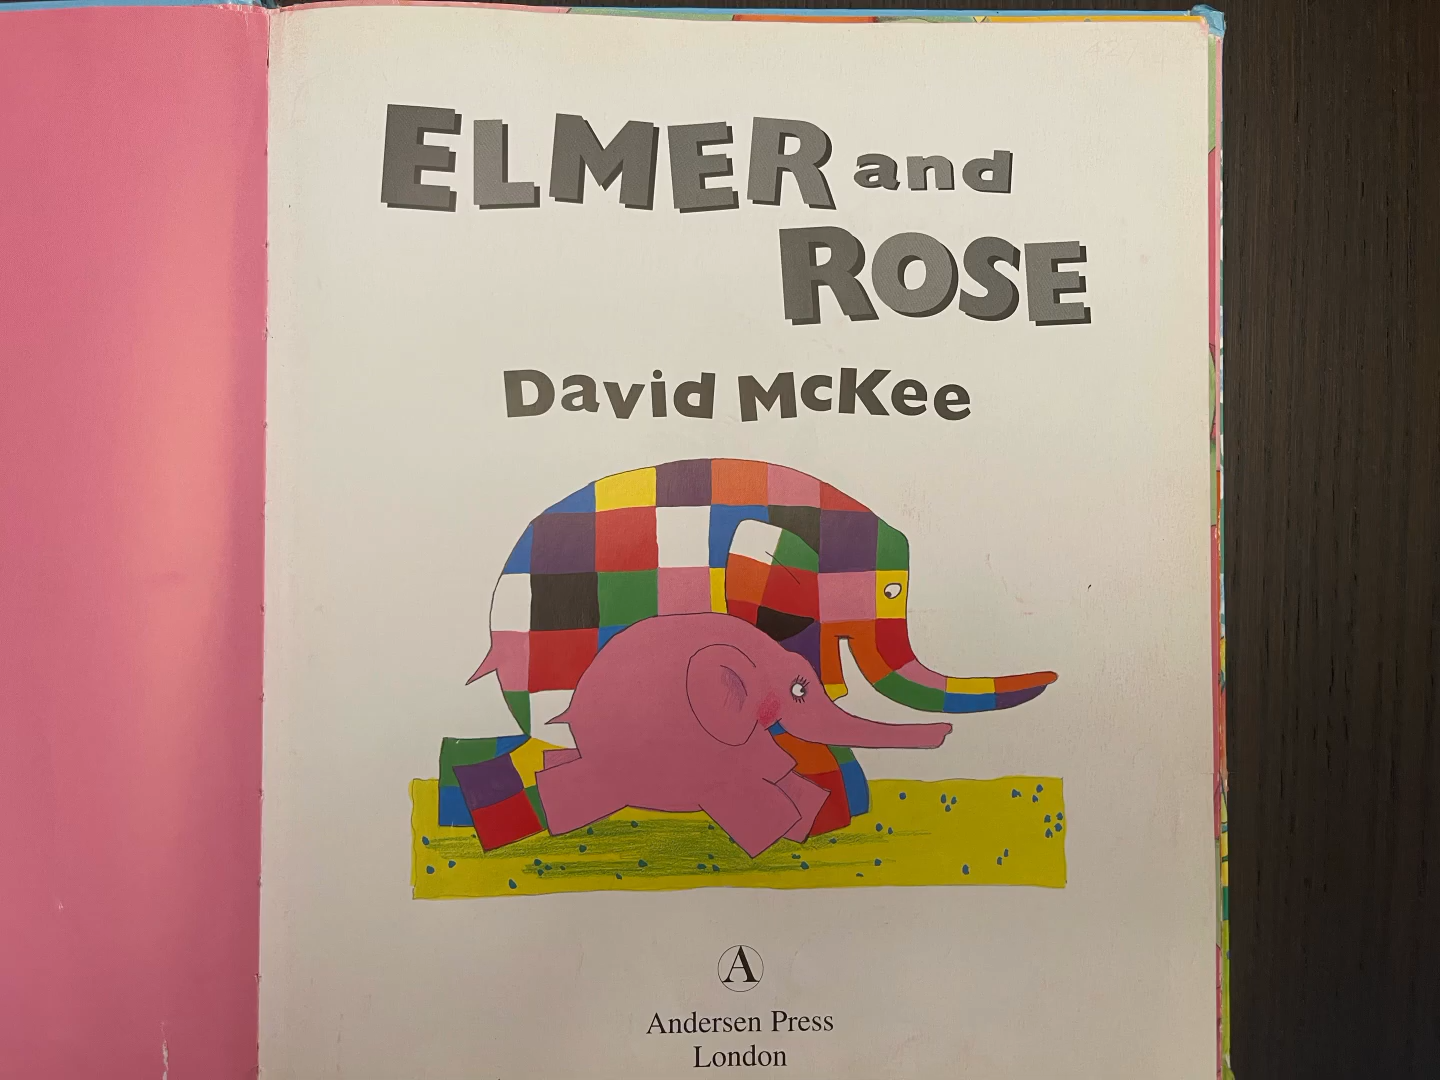 ELMER and
ROSE
David McKee
A
Andersen Press
London